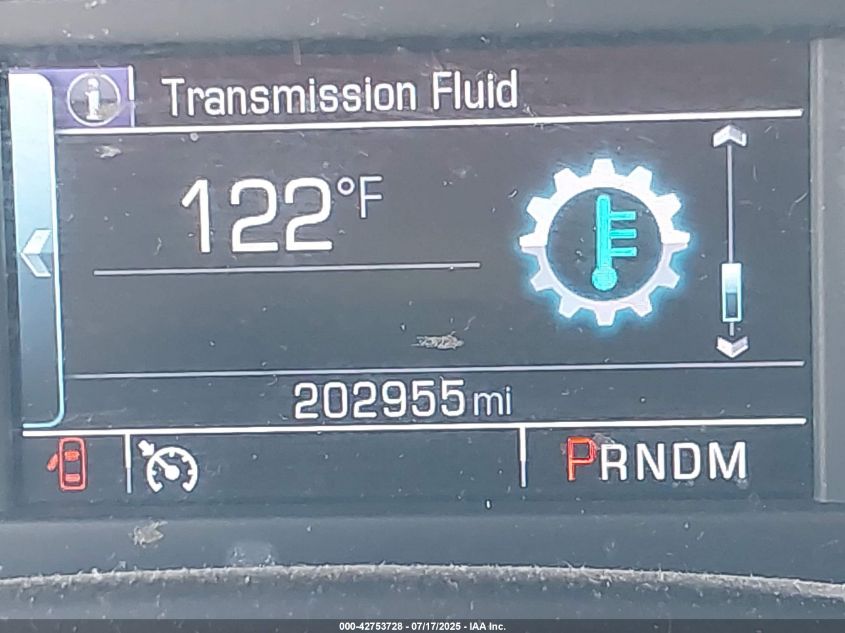 i Transmission Fluid
122°F
202955 mi
PRNDM
000-42753728 - 07/17/2025 - IAA Inc.